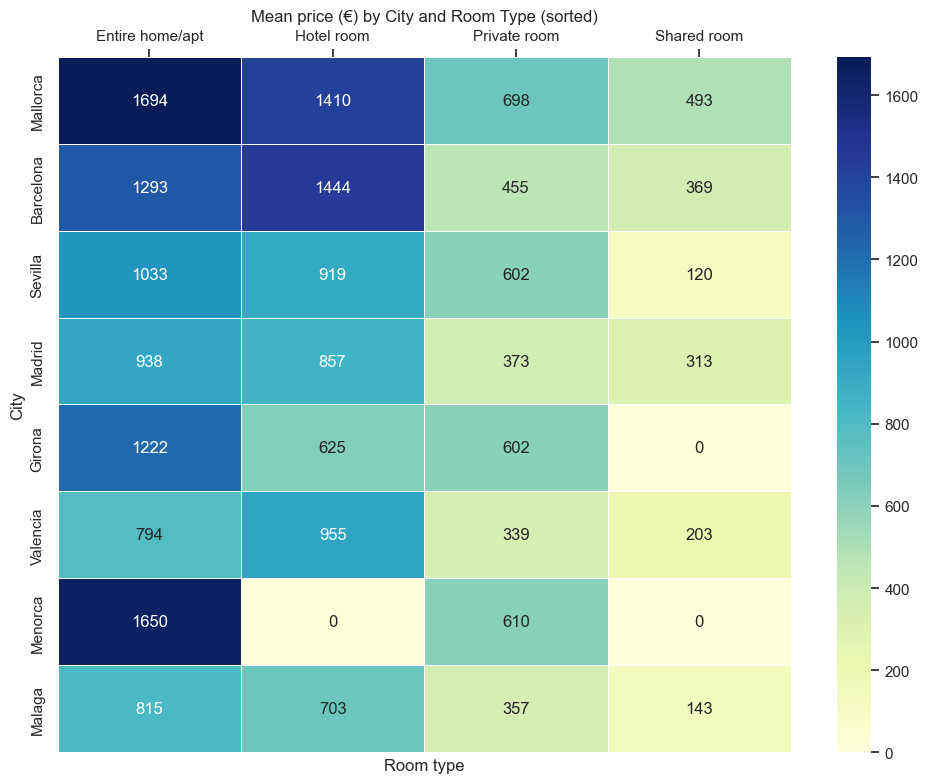 Mean price (€) by City and Room Type (sorted)
Entire home/apt Hotel room Private room Shared room
Mallorca 1694 1410 698 493
Barcelona 1293 1444 455 369
Sevilla 1033 919 602 120
Madrid 938 857 373 313
City
Girona 1222 625 602 0
Valencia 794 955 339 203
Menorca 1650 0 610 0
Malaga 815 703 357 143
Room type
1600
1400
1200
1000
800
600
400
200
0